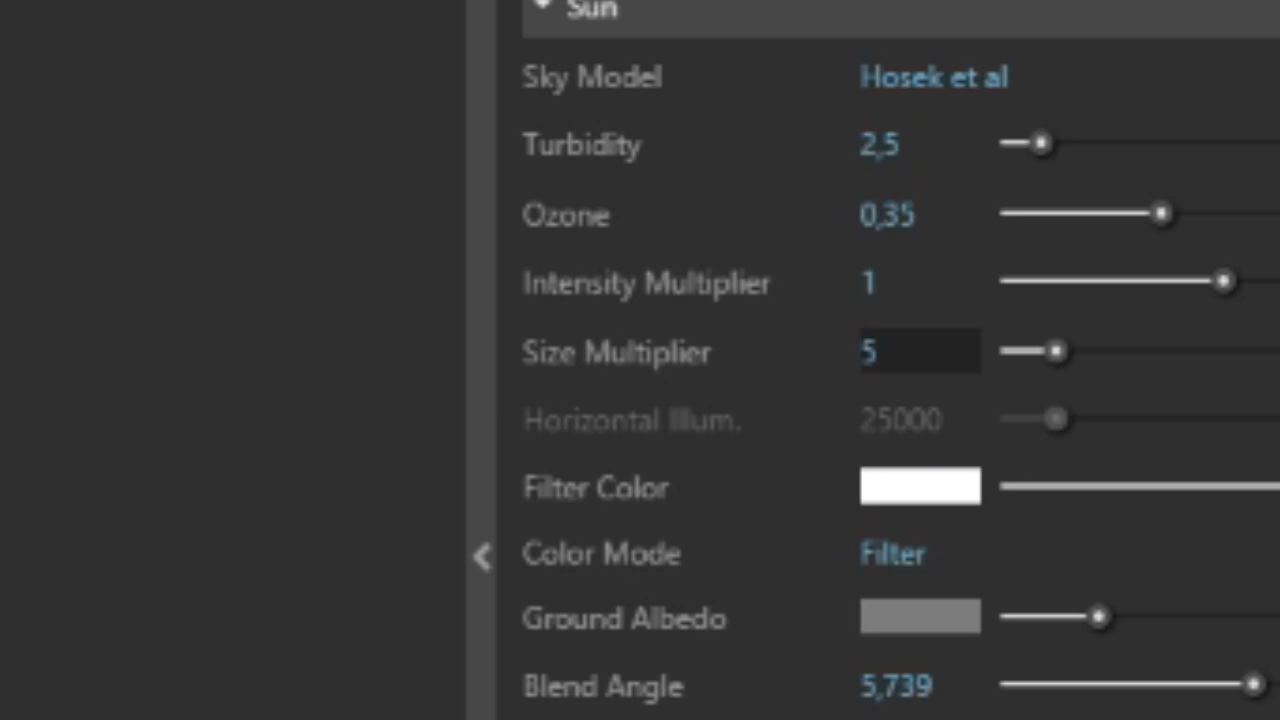 Sun
Sky Model Hosek et al
Turbidity 2,5
Ozone 0,35
Intensity Multiplier 1
Size Multiplier 5
Horizontal Illum. 25000
Filter Color
Color Mode Filter
Ground Albedo
Blend Angle 5,739